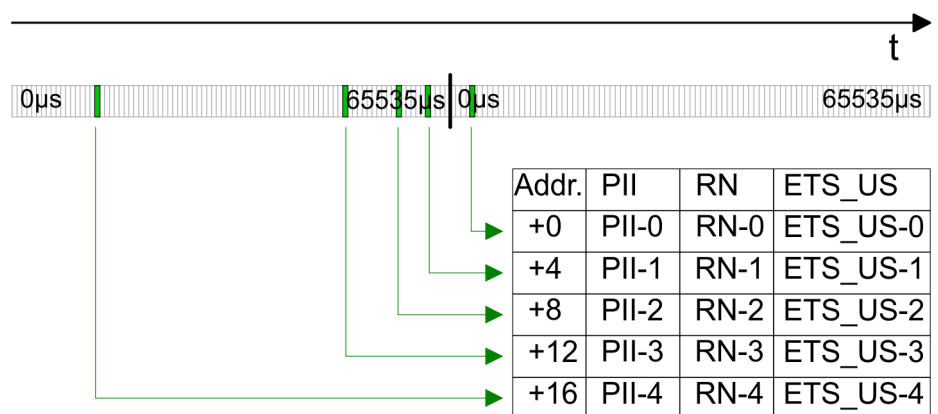 t
0µs 65535µs 0µs 65535µs
Addr. PII RN ETS_US
+0 PII-0 RN-0 ETS_US-0
+4 PII-1 RN-1 ETS_US-1
+8 PII-2 RN-2 ETS_US-2
+12 PII-3 RN-3 ETS_US-3
+16 PII-4 RN-4 ETS_US-4